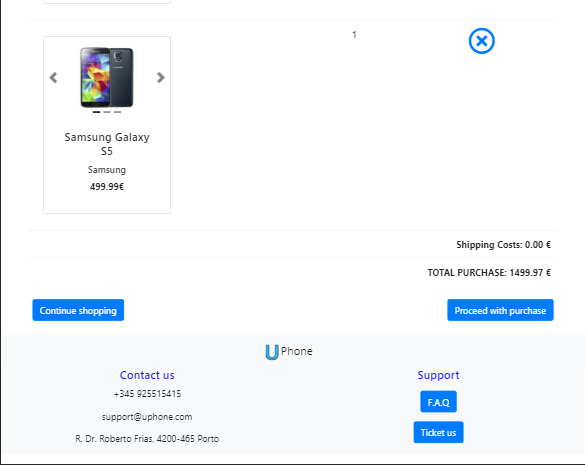 1
Samsung Galaxy
S5
Samsung
499.99€
Shipping Costs: 0.00 €
TOTAL PURCHASE: 1499.97 €
Continue shopping
Proceed with purchase
U Phone
Contact us
+345 925515415
support@uphone.com
R. Dr. Roberto Frias, 4200-465 Porto
Support
F.A.Q
Ticket us